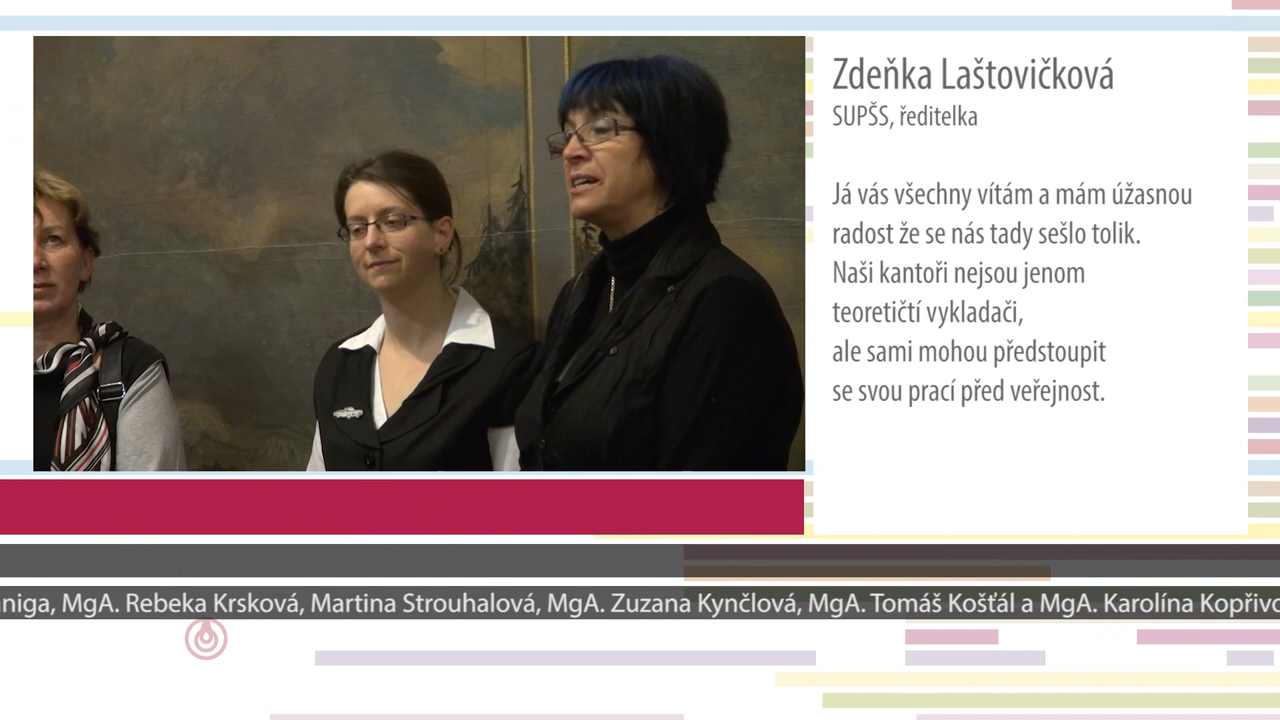 Zdeňka Laštovičková
SUPŠS, ředitelka
Já vás všechny vítám a mám úžasnou
radost že se nás tady sešlo tolik.
Naši kantoři nejsou jenom
teoretičtí vykladači,
ale sami mohou předstoupit
se svou prací před veřejnost.
MgA. Rebeka Krsková, Martina Strouhalová, MgA. Zuzana Kynčlová, MgA. Tomáš Košťál a MgA. Karolína